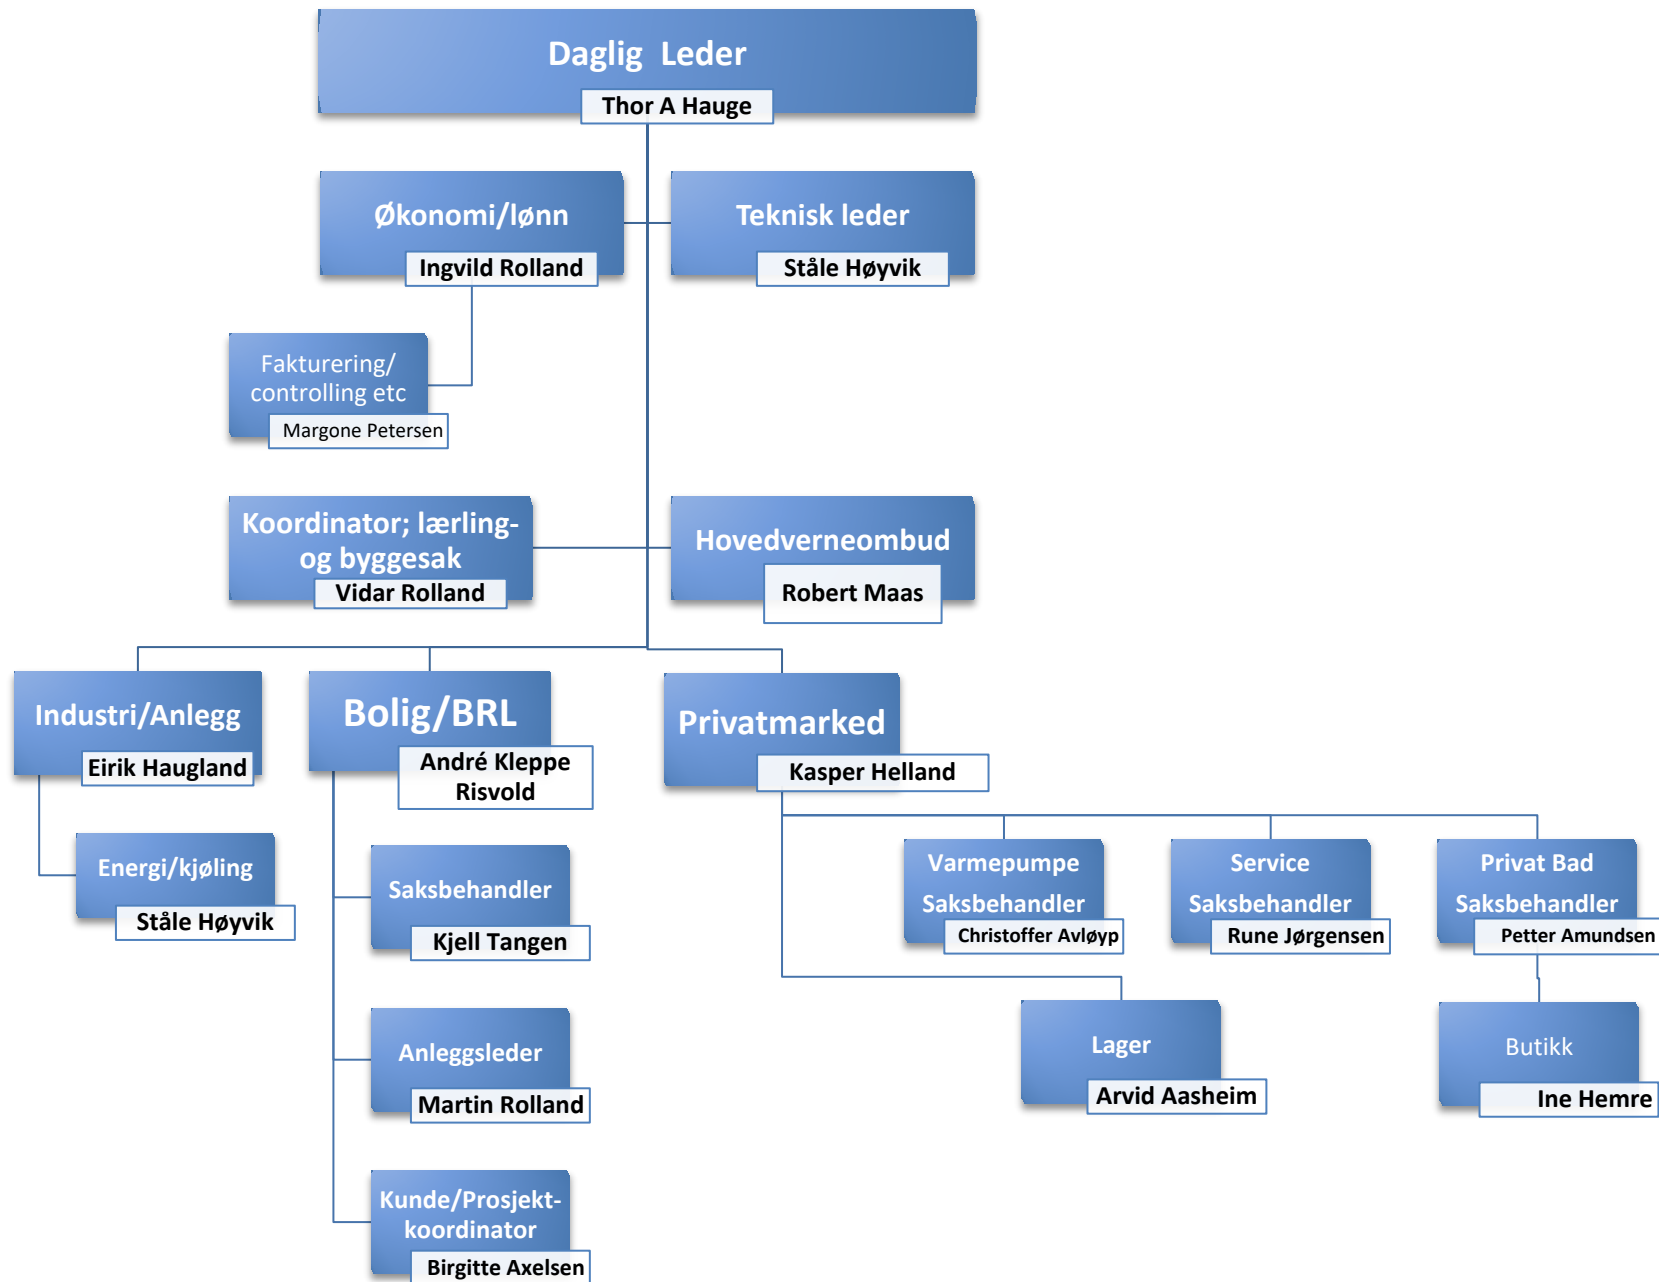 Daglig  Leder
Thor A Hauge
Økonomi/lønn
Ingvild Rolland
Teknisk leder
Ståle Høyvik
Fakturering/
controlling etc
Margone Petersen
Koordinator; lærling-
og byggesak
Vidar Rolland
Hovedverneombud
Robert Maas
Industri/Anlegg
Eirik Haugland
Bolig/BRL
André Kleppe
Risvold
Privatmarked
Kasper Helland
Energi/kjøling
Ståle Høyvik
Saksbehandler
Kjell Tangen
Anleggsleder
Martin Rolland
Kunde/Prosjekt-
koordinator
Birgitte Axelsen
Varmepumpe
Saksbehandler
Christoffer Avløyp
Service
Saksbehandler
Rune Jørgensen
Privat Bad
Saksbehandler
Petter Amundsen
Lager
Arvid Aasheim
Butikk
Ine Hemre